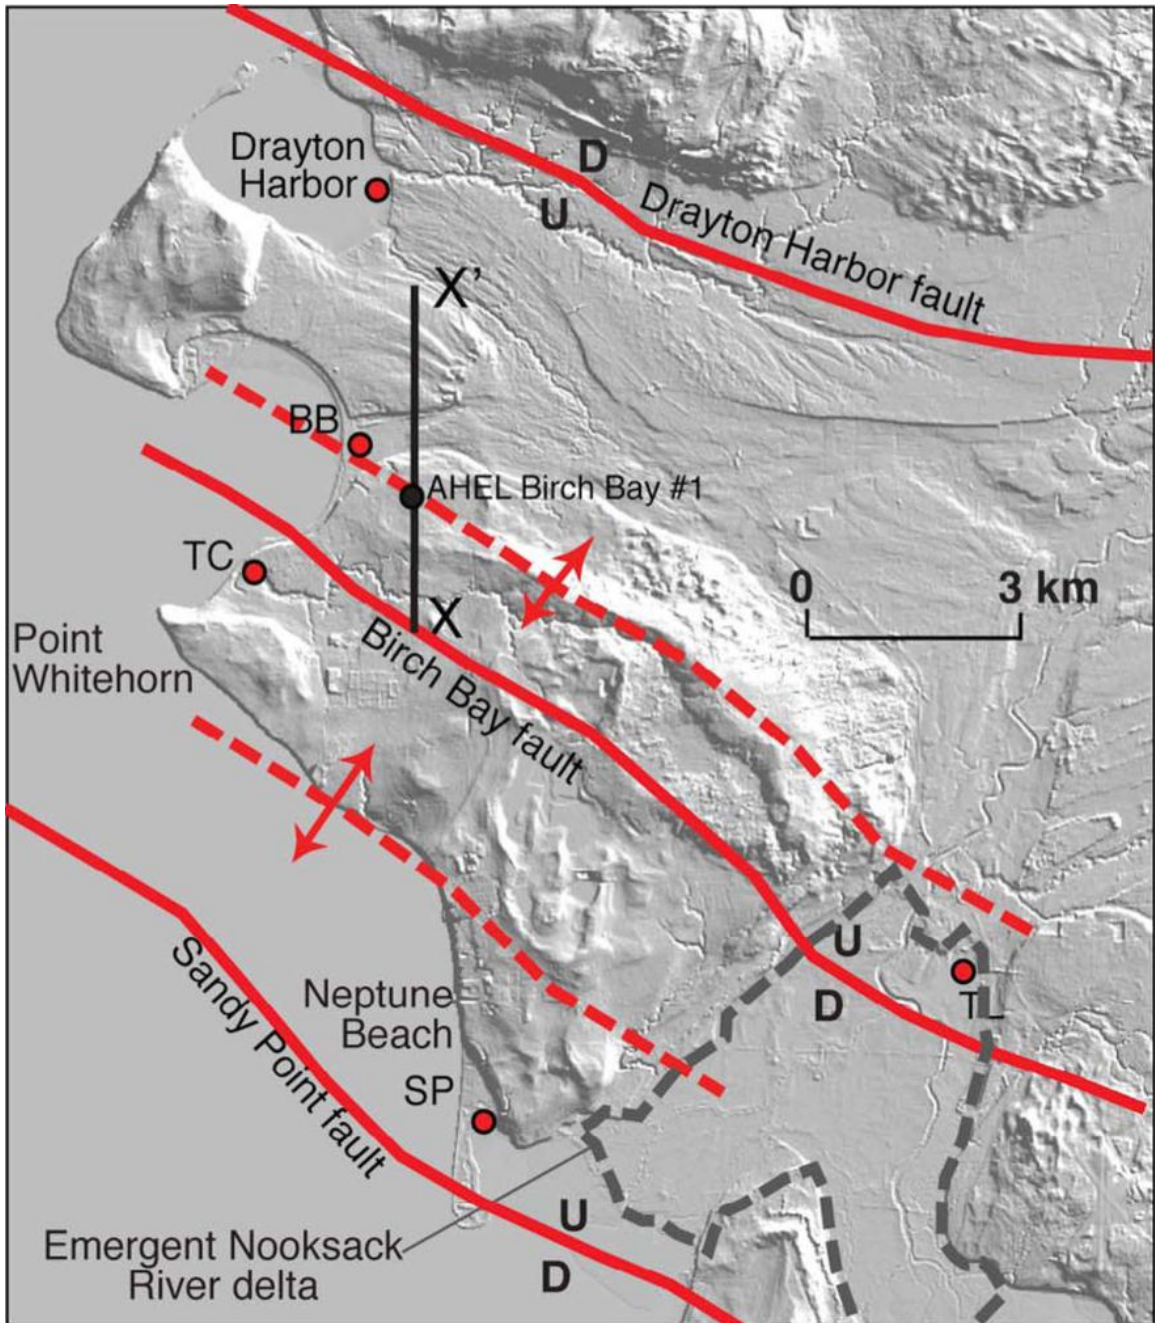 Drayton
Harbor
D
U
Drayton Harbor fault
X'
BB
AHEL Birch Bay #1
TC
0 3 km
X
Point
Whitehorn
Birch Bay fault
Sandy Point fault
U
D
TL
Neptune
Beach
SP
U
D
Emergent Nooksack
River delta